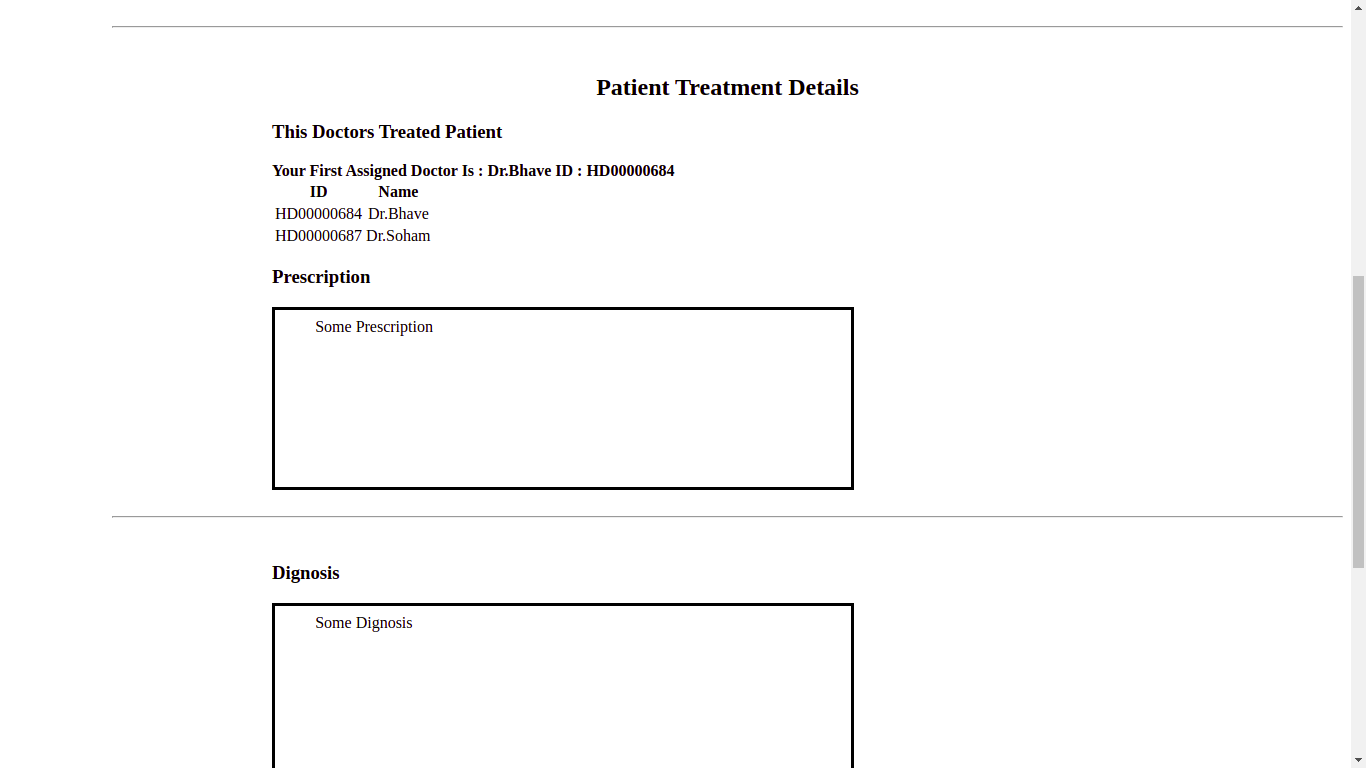 Patient Treatment Details
This Doctors Treated Patient
Your First Assigned Doctor Is : Dr.Bhave ID : HD00000684
ID Name
HD00000684 Dr.Bhave
HD00000687 Dr.Soham
Prescription
Some Prescription
Dignosis
Some Dignosis